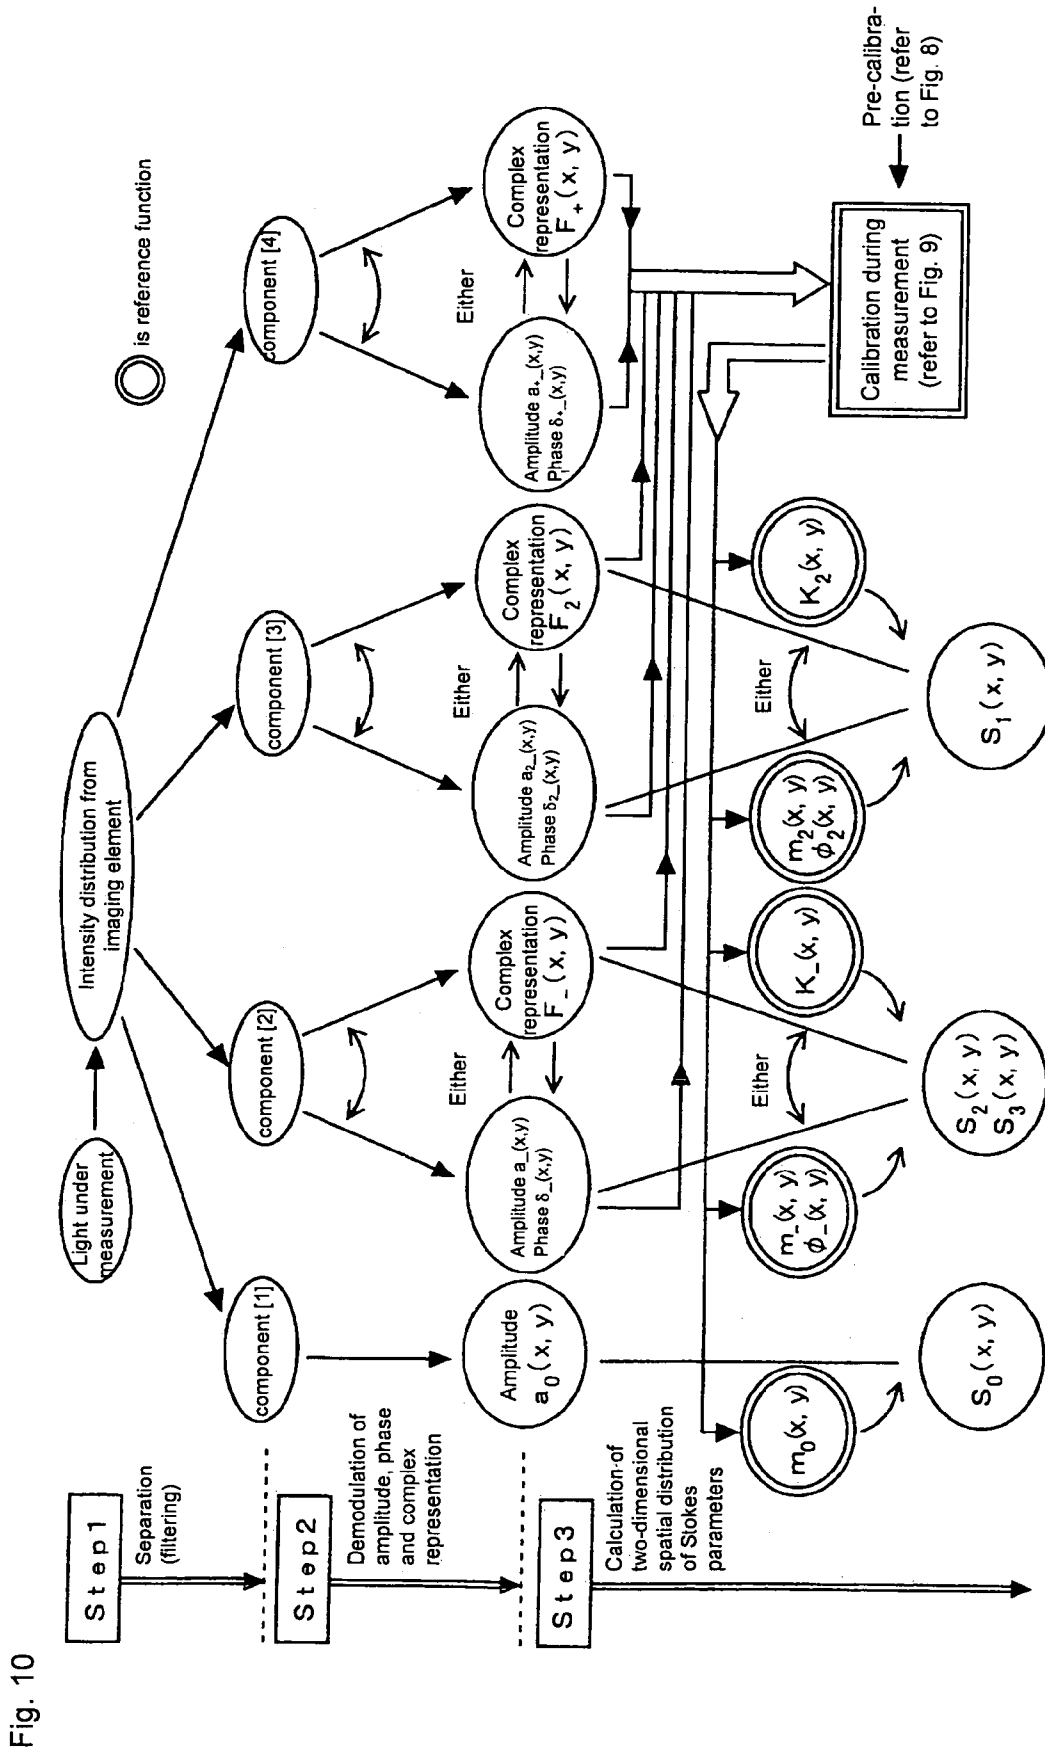 Fig. 10
Step1
Separation
(filtering)
Step2
Demodulation of
amplitude, phase
and complex
representation
Step3
Calculation of
two-dimensional
spatial distribution
of Stokes
parameters
Light under
measurement
Intensity distribution from
imaging element
is reference function
component [1]
component [2]
component [3]
component [4]
Amplitude
a₀(x, y)
Amplitude a_(x,y)
Phase δ_(x,y)
Either
Complex
representation
F_(x, y)
Amplitude a₂_(x,y)
Phase δ₂_(x,y)
Either
Complex
representation
F₂(x, y)
Amplitude a₊_(x,y)
Phase δ₊_(x,y)
Either
Complex
representation
F₊(x, y)
m₀(x, y)
m_(x, y)
ϕ_(x, y)
Either
K_(x, y)
m₂(x, y)
ϕ₂(x, y)
Either
K₂(x, y)
Calibration during
measurement
(refer to Fig. 9)
Pre-calibra-
tion (refer
to Fig. 8)
S₀(x, y)
S₂(x, y)
S₃(x, y)
S₁(x, y)